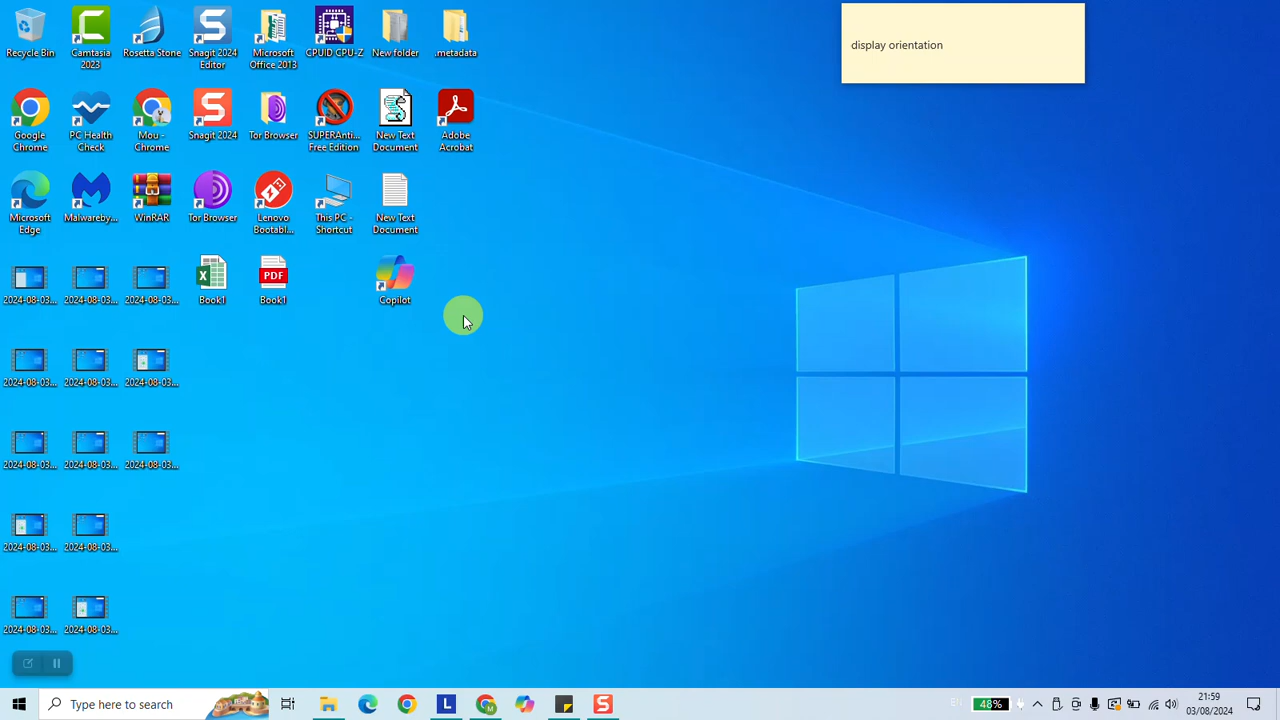 Recycle Bin
Camtasia
2023
Rosetta Stone
Snagit 2024
Editor
Microsoft
Office 2013
CPUID CPU-Z
New folder
.metadata
display orientation
Google
Chrome
PC Health
Check
Mou -
Chrome
Snagit 2024
Tor Browser
SUPERAnti...
Free Edition
New Text
Document
Adobe
Acrobat
Microsoft
Edge
Malwareby...
WinRAR
Tor Browser
Lenovo
Bootabl...
This PC -
Shortcut
New Text
Document
2024-08-03...
2024-08-03...
2024-08-03...
Book1
PDF
Book1
Copilot
2024-08-03...
2024-08-03...
2024-08-03...
2024-08-03...
2024-08-03...
2024-08-03...
2024-08-03...
2024-08-03...
2024-08-03...
2024-08-03...
Type here to search
EN
48%
21:59
03/08/2024